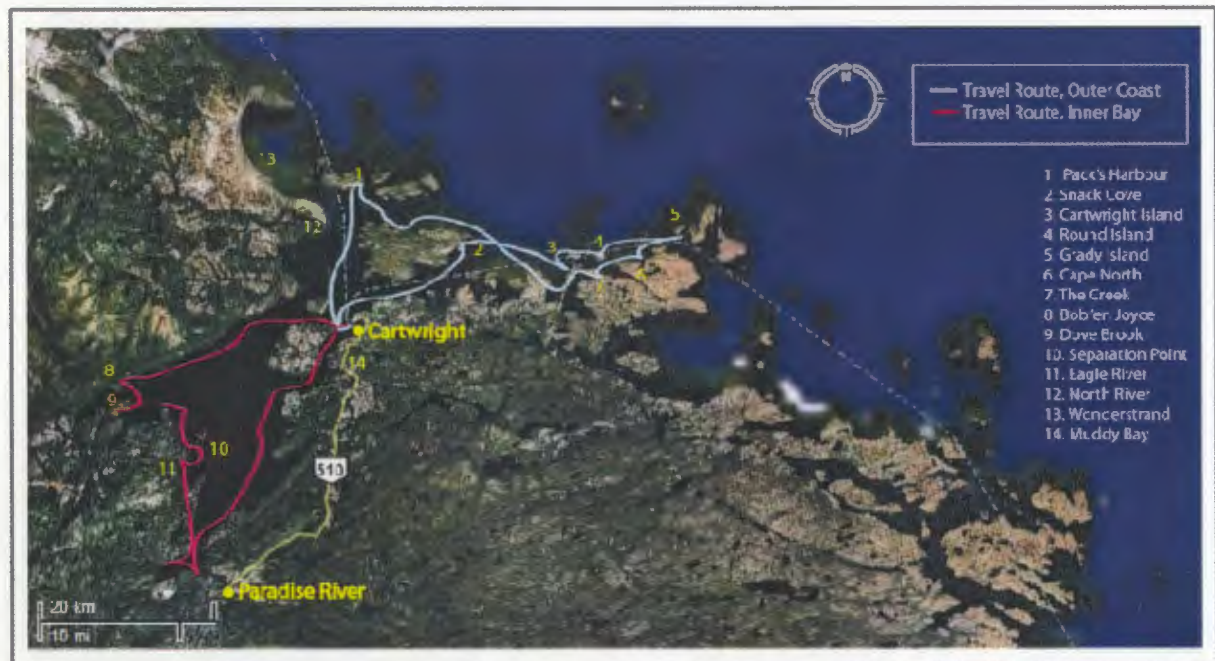 N
Travel Route, Outer Coast
Travel Route, Inner Bay
1 Pack's Harbour
2 Snack Cove
3 Cartwright Island
4 Round Island
5 Grady Island
6 Cape North
7 The Creek
8 Bob'en Joyce
9 Dove Brook
10. Separation Point
11. Eagle River
12. North River
13. Wonderstrand
14. Muddy Bay
13
1
12
2
3
4
5
6
7
Cartwright
14
8
9
10
11
510
Paradise River
20 km
10 mi